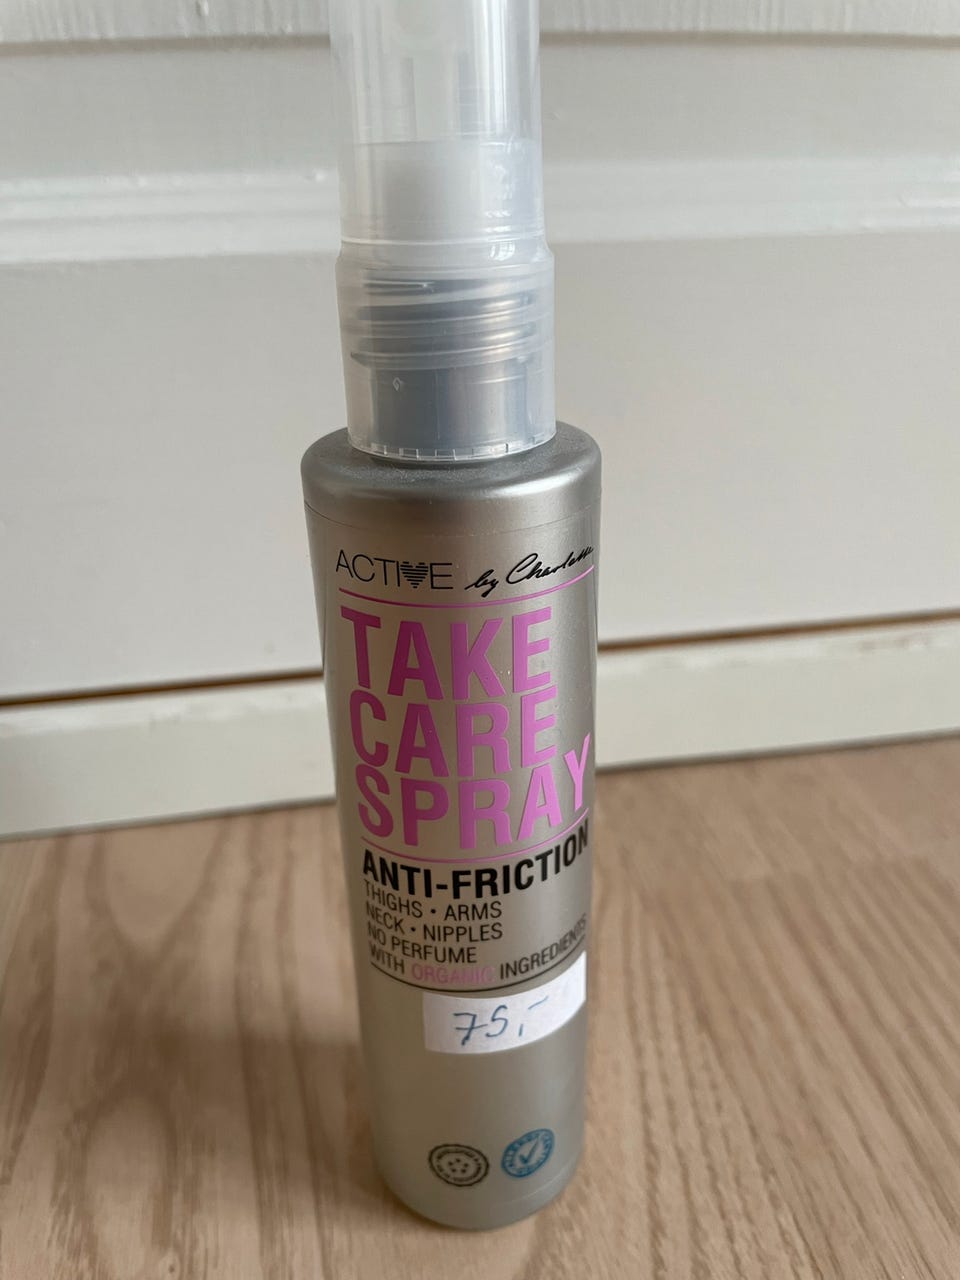 ACTIVE by Charlotte
TAKE
CARE
SPRAY
ANTI-FRICTION
THIGHS • ARMS
NECK • NIPPLES
NO PERFUME
WITH ORGANIC INGREDIENTS
75,-